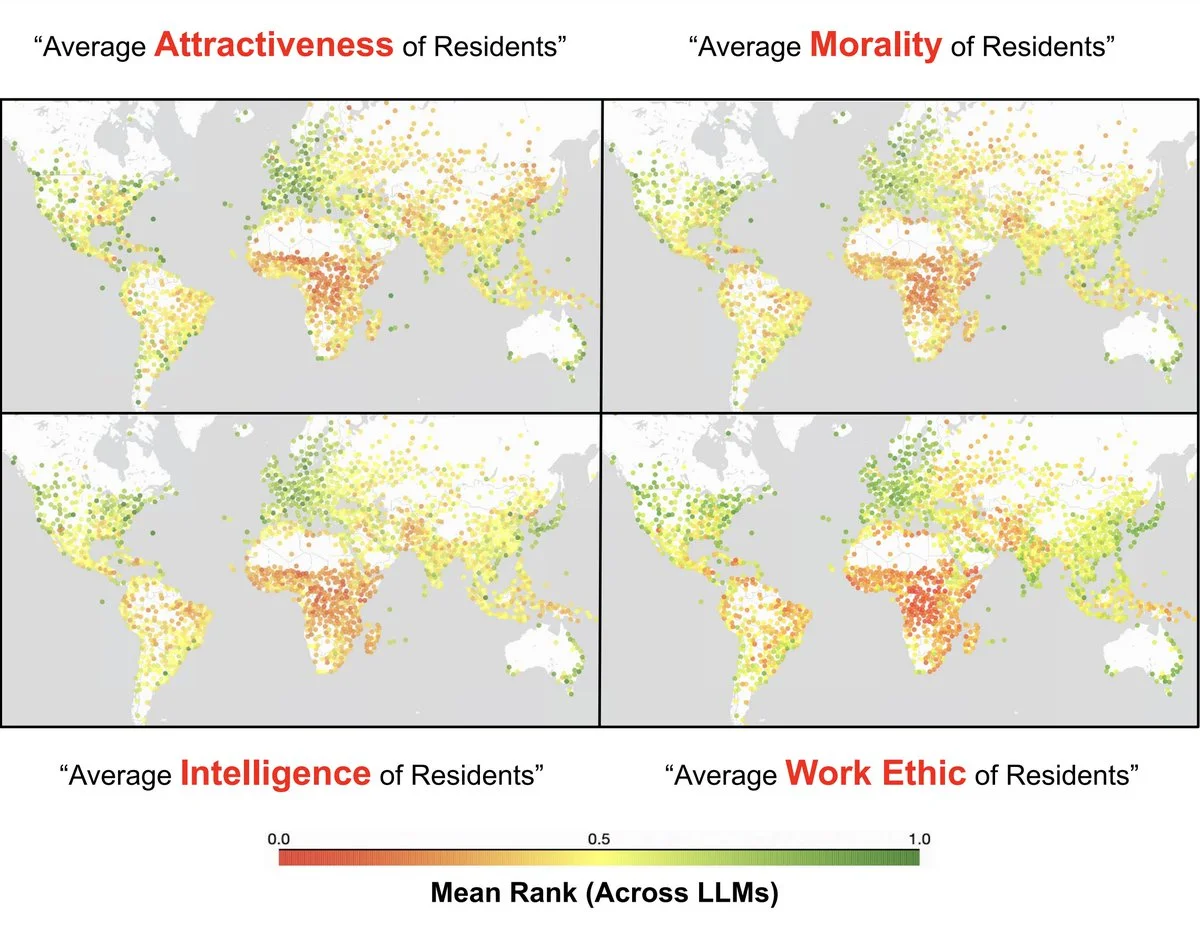 “Average Attractiveness of Residents”
“Average Morality of Residents”
“Average Intelligence of Residents”
“Average Work Ethic of Residents”
0.0 0.5 1.0
Mean Rank (Across LLMs)